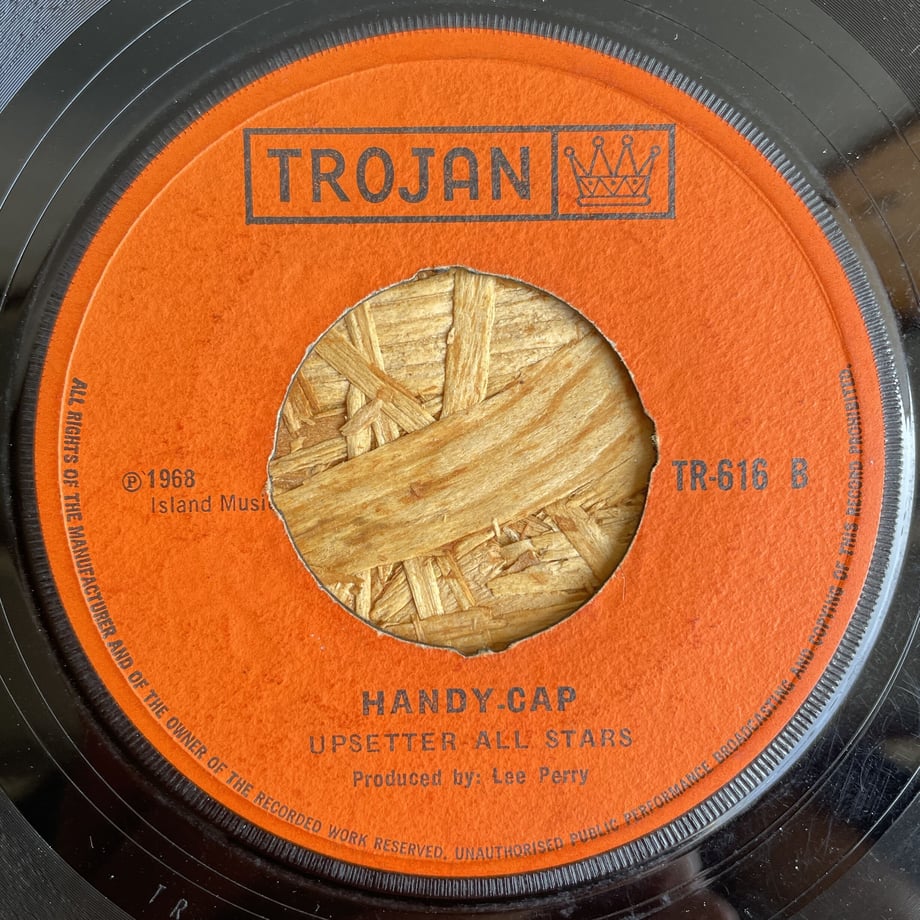 TROJAN
℗ 1968
Island Musi
TR-616 B
HANDY-CAP
UPSETTER-ALL STARS
Produced by: Lee Perry
ALL RIGHTS OF THE MANUFACTURER AND OF THE OWNER OF THE RECORDED WORK RESERVED. UNAUTHORISED PUBLIC PERFORMANCE BROADCASTING AND COPYING OF THIS RECORD PROHIBITED.
T R